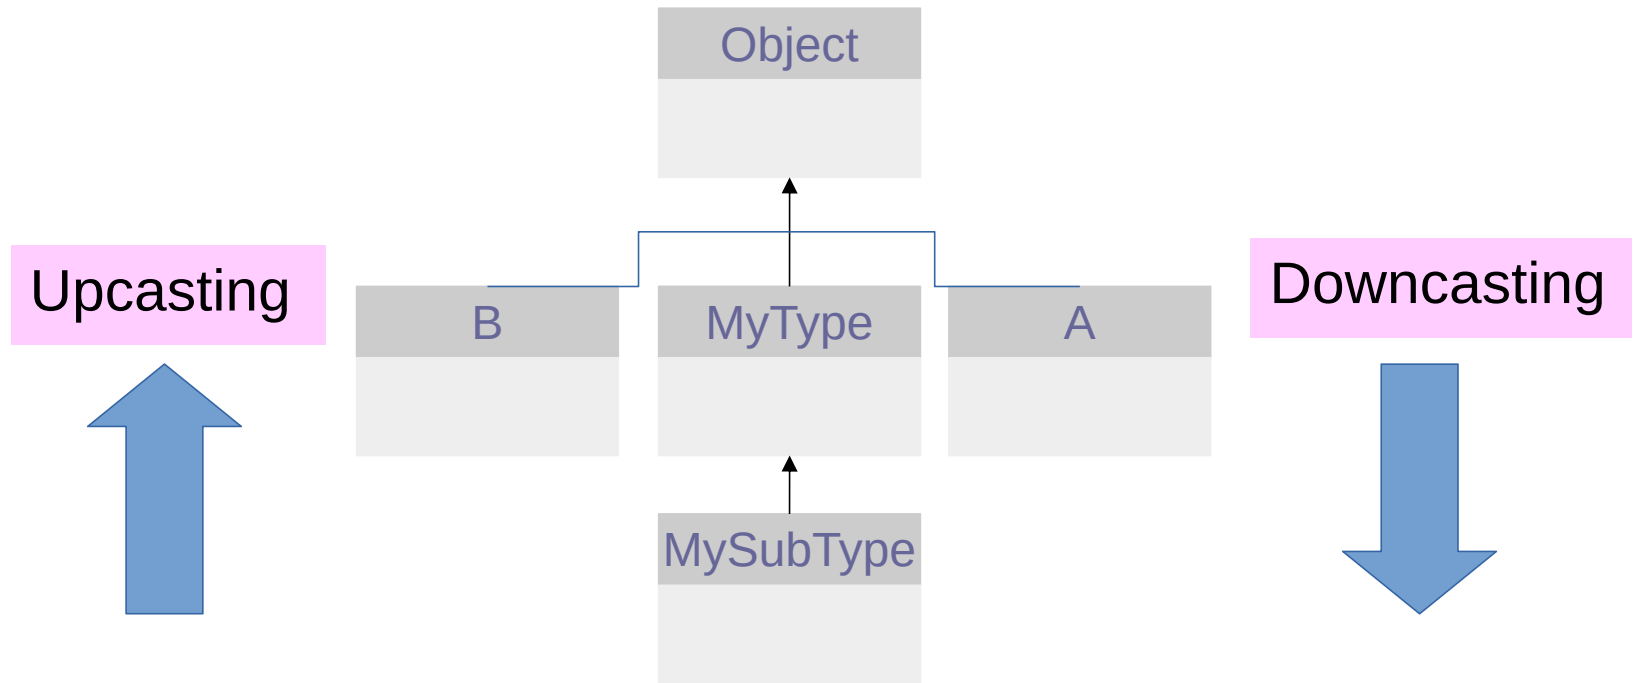 Object
Upcasting
Downcasting
B
MyType
A
MySubType